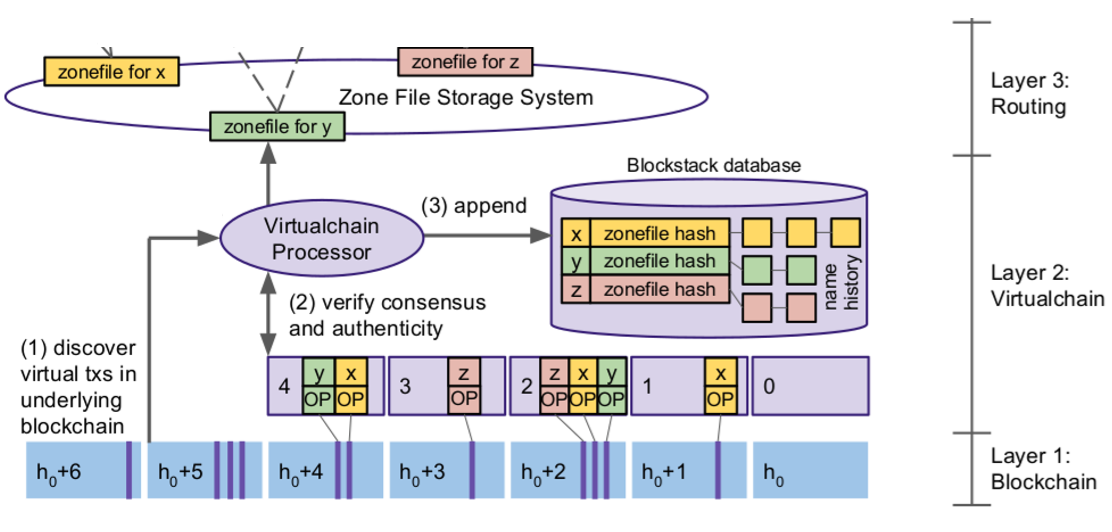 zonefile for x
zonefile for z
Zone File Storage System
zonefile for y
Layer 3:
Routing
Blockstack database
(3) append
Virtualchain
Processor
x zonefile hash
y zonefile hash
z zonefile hash
name
history
Layer 2:
Virtualchain
(2) verify consensus
and authenticity
(1) discover
virtual txs in
underlying
blockchain
4 y x 3 z 2 z x y 1 x 0
OP OP OP OP OP OP OP
h0+6 h0+5 h0+4 h0+3 h0+2 h0+1 h0
Layer 1:
Blockchain